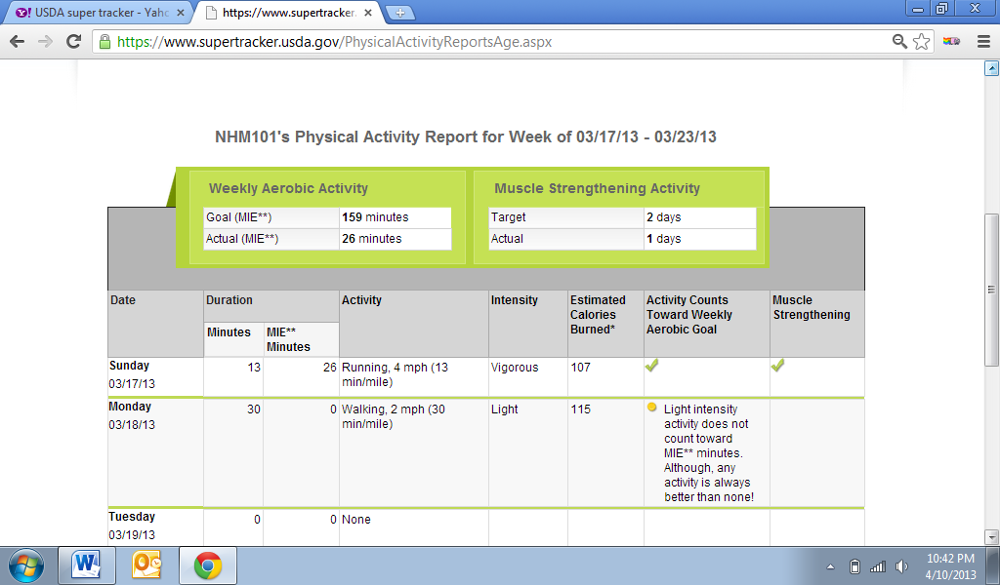 USDA super tracker - Yaho
https://www.supertracker.
https://www.supertracker.usda.gov/PhysicalActivityReportsAge.aspx
NHM101's Physical Activity Report for Week of 03/17/13 - 03/23/13
Weekly Aerobic Activity
Goal (MIE**) 159 minutes
Actual (MIE**) 26 minutes
Muscle Strengthening Activity
Target 2 days
Actual 1 days
Date
Duration
Minutes
MIE**
Minutes
Activity
Intensity
Estimated
Calories
Burned*
Activity Counts
Toward Weekly
Aerobic Goal
Muscle
Strengthening
Sunday
03/17/13
13
26
Running, 4 mph (13
min/mile)
Vigorous
107
Monday
03/18/13
30
0
Walking, 2 mph (30
min/mile)
Light
115
Light intensity
activity does not
count toward
MIE** minutes.
Although, any
activity is always
better than none!
Tuesday
03/19/13
0
0
None
10:42 PM
4/10/2013